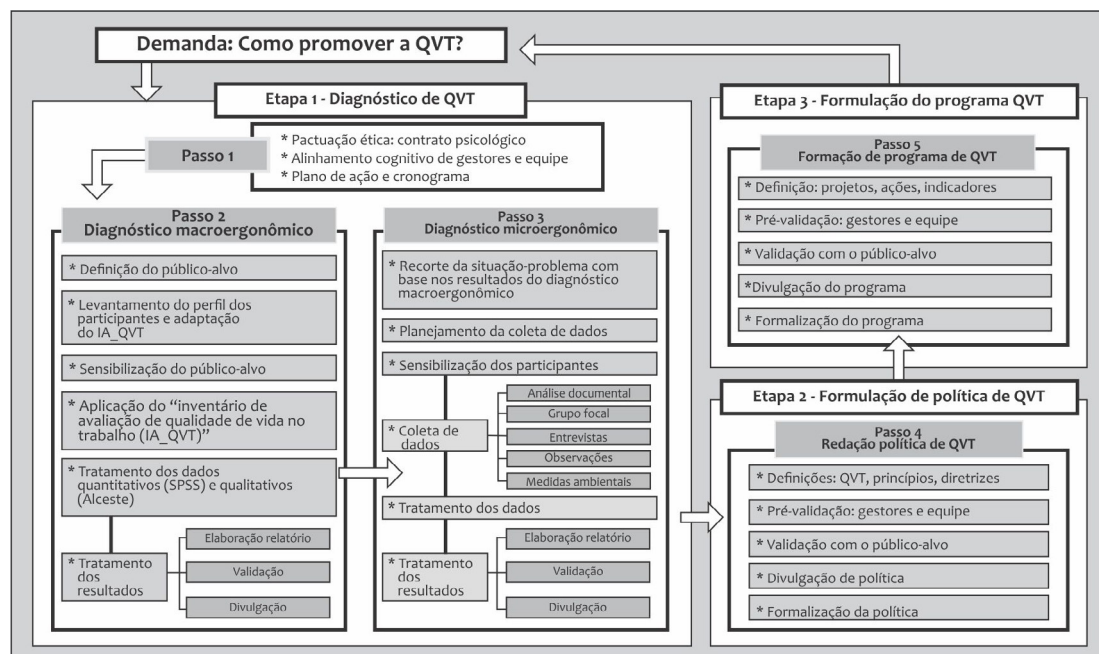 Demanda: Como promover a QVT?
Etapa 1 - Diagnóstico de QVT
Passo 1
* Pactuação ética: contrato psicológico
* Alinhamento cognitivo de gestores e equipe
* Plano de ação e cronograma
Passo 2
Diagnóstico macroergonômico
* Definição do público-alvo
* Levantamento do perfil dos
participantes e adaptação
do IA_QVT
* Sensibilização do público-alvo
* Aplicação do “inventário de
avaliação de qualidade de vida no
trabalho (IA_QVT)”
* Tratamento dos dados
quantitativos (SPSS) e qualitativos
(Alceste)
* Tratamento
dos
resultados
Elaboração relatório
Validação
Divulgação
Passo 3
Diagnóstico microergonômico
* Recorte da situação-problema com
base nos resultados do diagnóstico
macroergonômico
* Planejamento da coleta de dados
* Sensibilização dos participantes
* Coleta de
dados
Análise documental
Grupo focal
Entrevistas
Observações
Medidas ambientais
* Tratamento dos dados
* Tratamento
dos
resultados
Elaboração relatório
Validação
Divulgação
Etapa 3 - Formulação do programa QVT
Passo 5
Formação de programa de QVT
* Definição: projetos, ações, indicadores
* Pré-validação: gestores e equipe
* Validação com o público-alvo
*Divulgação do programa
* Formalização do programa
Etapa 2 - Formulação de política de QVT
Passo 4
Redação política de QVT
* Definições: QVT, princípios, diretrizes
* Pré-validação: gestores e equipe
* Validação com o público-alvo
* Divulgação de política
* Formalização da política